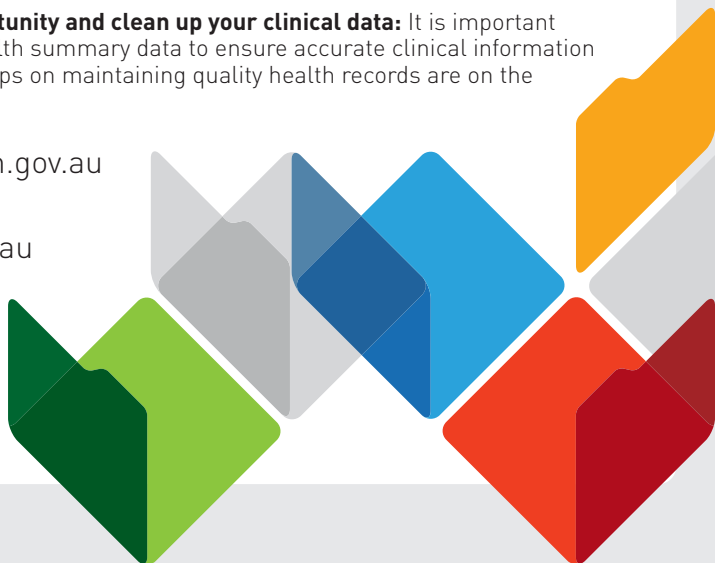 tunity and clean up your clinical data: It is important
lth summary data to ensure accurate clinical information
ps on maintaining quality health records are on the
n.gov.au
au